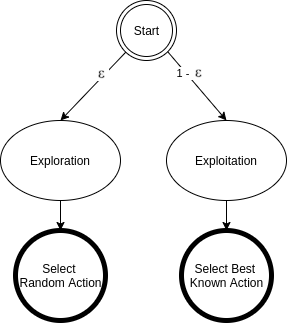 Start
ε
1 - ε
Exploration
Exploitation
Select
Random Action
Select Best
Known Action